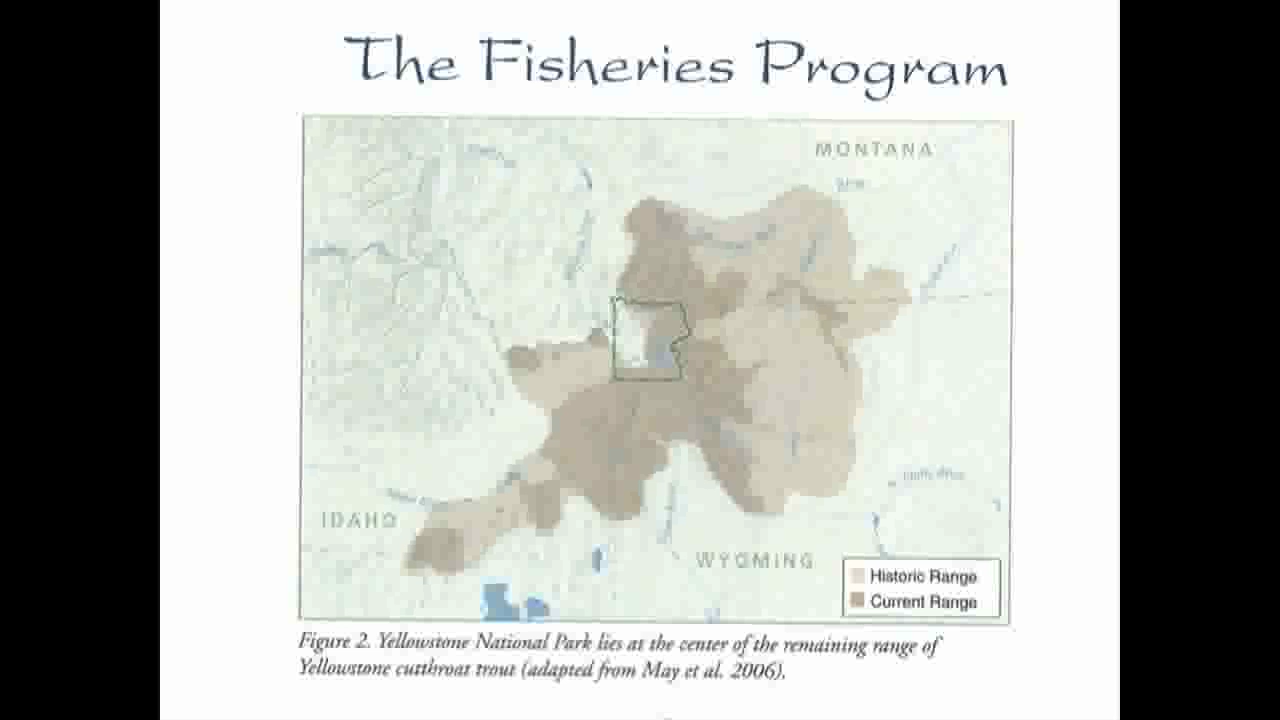 The Fisheries Program
MONTANA
IDAHO
WYOMING
Historic Range
Current Range
Figure 2. Yellowstone National Park lies at the center of the remaining range of
Yellowstone cutthroat trout (adapted from May et al. 2006).